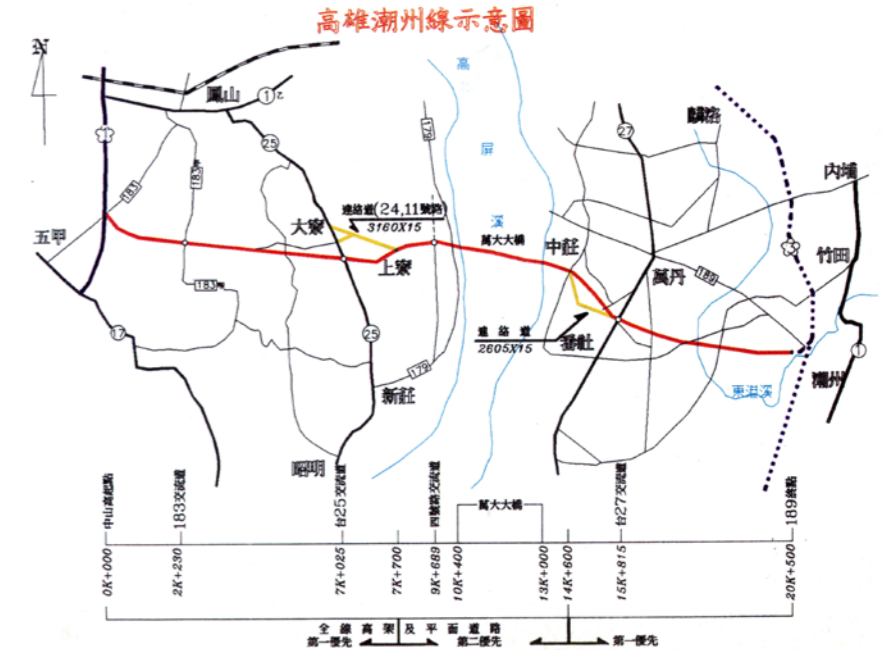 高雄潮州線示意圖
N
鳳山
1乙
高
屏
溪
1
25
179
27
麟洛
內埔
183
183
連絡道(24,11號路)
3160X15
五甲
大寮
上寮
萬大大橋
中莊
萬丹
189
3
竹田
183
17
25
連絡道
2605X15
番社
179
新莊
東港溪
潮州
1
昭明
中山高起點
183交流道
台25交流道
四號路交流道
萬大大橋
台27交流道
189終點
0K+000
2K+230
7K+025
7K+700
9K+689
10K+400
13K+000
14K+600
15K+815
20K+500
全線高架及平面道路
第一優先
第二優先
第一優先